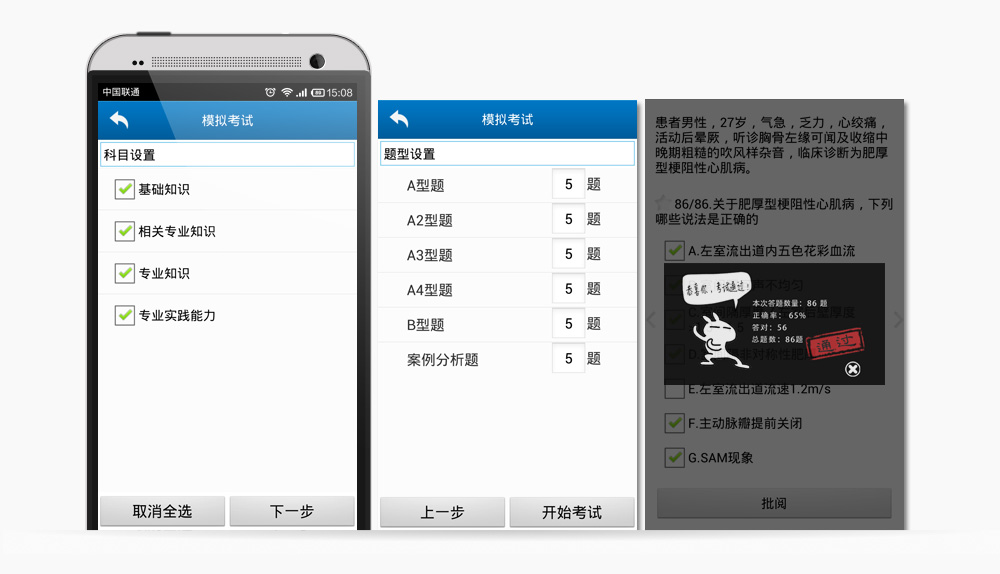 中国联通
15:08
模拟考试
科目设置
基础知识
相关专业知识
专业知识
专业实践能力
取消全选
下一步
模拟考试
题型设置
A型题 5 题
A2型题 5 题
A3型题 5 题
A4型题 5 题
B型题 5 题
案例分析题 5 题
上一步
开始考试
患者男性，27岁，气急，乏力，心绞痛，
活动后晕厥，听诊胸骨左缘可闻及收缩中
晚期粗糙的吹风样杂音，临床诊断为肥厚
型梗阻性心肌病。
86/86.关于肥厚型梗阻性心肌病，下列
哪些说法是正确的
A.左室流出道内五色花彩血流
恭喜你，考试通过！
本次答题数量：86 题
正确率： 65%
答对：56
总题数：86题
通过
E.左室流出道流速1.2m/s
F.主动脉瓣提前关闭
G.SAM现象
批阅